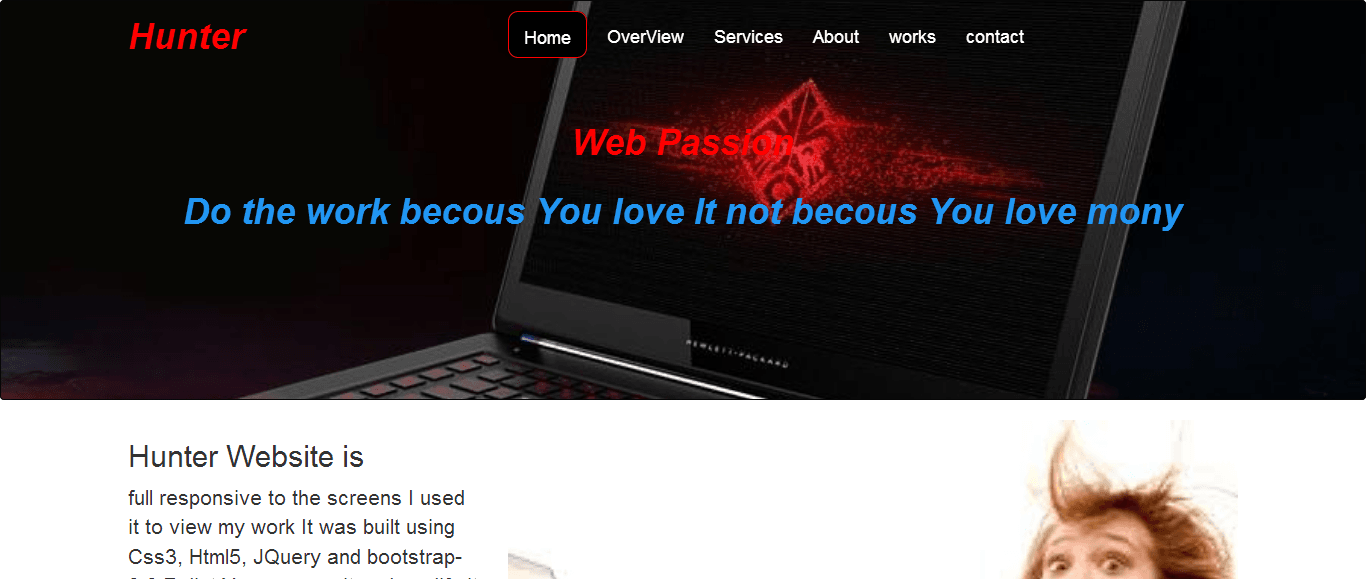 Hunter
Home OverView Services About works contact
Web Passion
Do the work becous You love It not becous You love mony
HEWLETT-PACKARD
Hunter Website is
full responsive to the screens I used
it to view my work It was built using
Css3, Html5, JQuery and bootstrap-